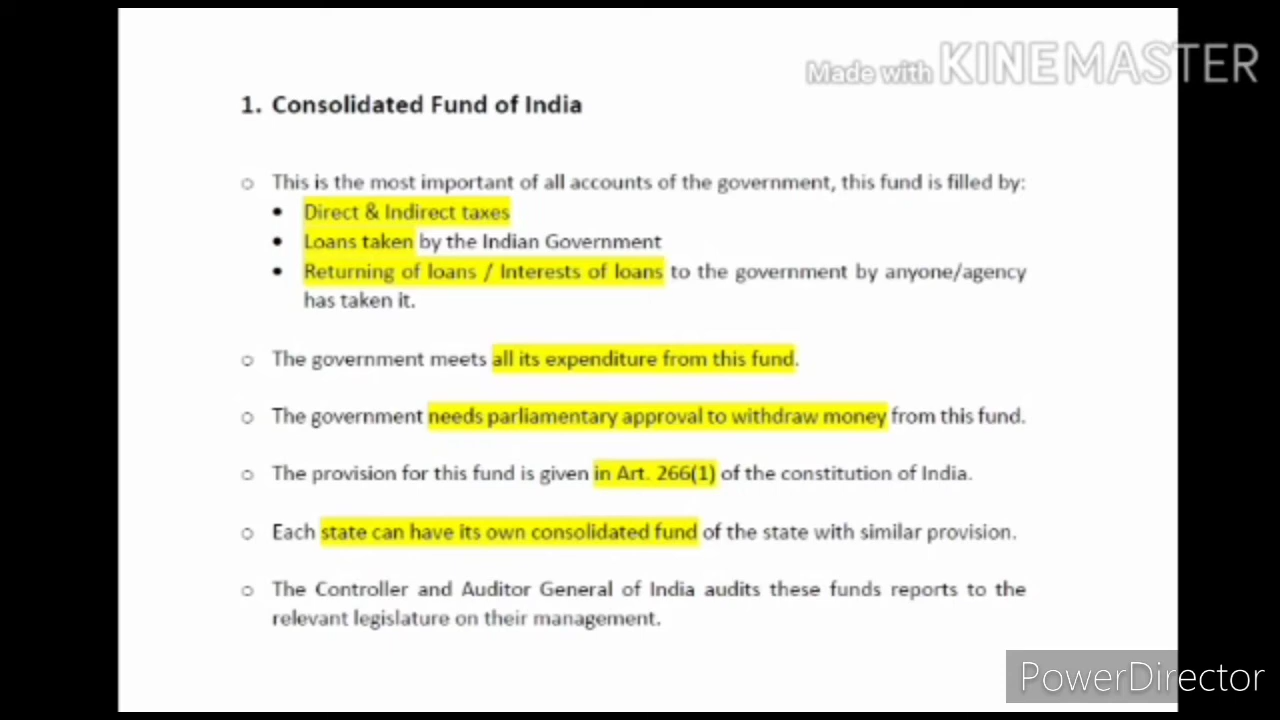 Made with KINEMASTER
1. Consolidated Fund of India
○ This is the most important of all accounts of the government, this fund is filled by:
• Direct & Indirect taxes
• Loans taken by the Indian Government
• Returning of loans / Interests of loans to the government by anyone/agency
has taken it.
○ The government meets all its expenditure from this fund.
○ The government needs parliamentary approval to withdraw money from this fund.
○ The provision for this fund is given in Art. 266(1) of the constitution of India.
○ Each state can have its own consolidated fund of the state with similar provision.
○ The Controller and Auditor General of India audits these funds reports to the
relevant legislature on their management.
PowerDirector